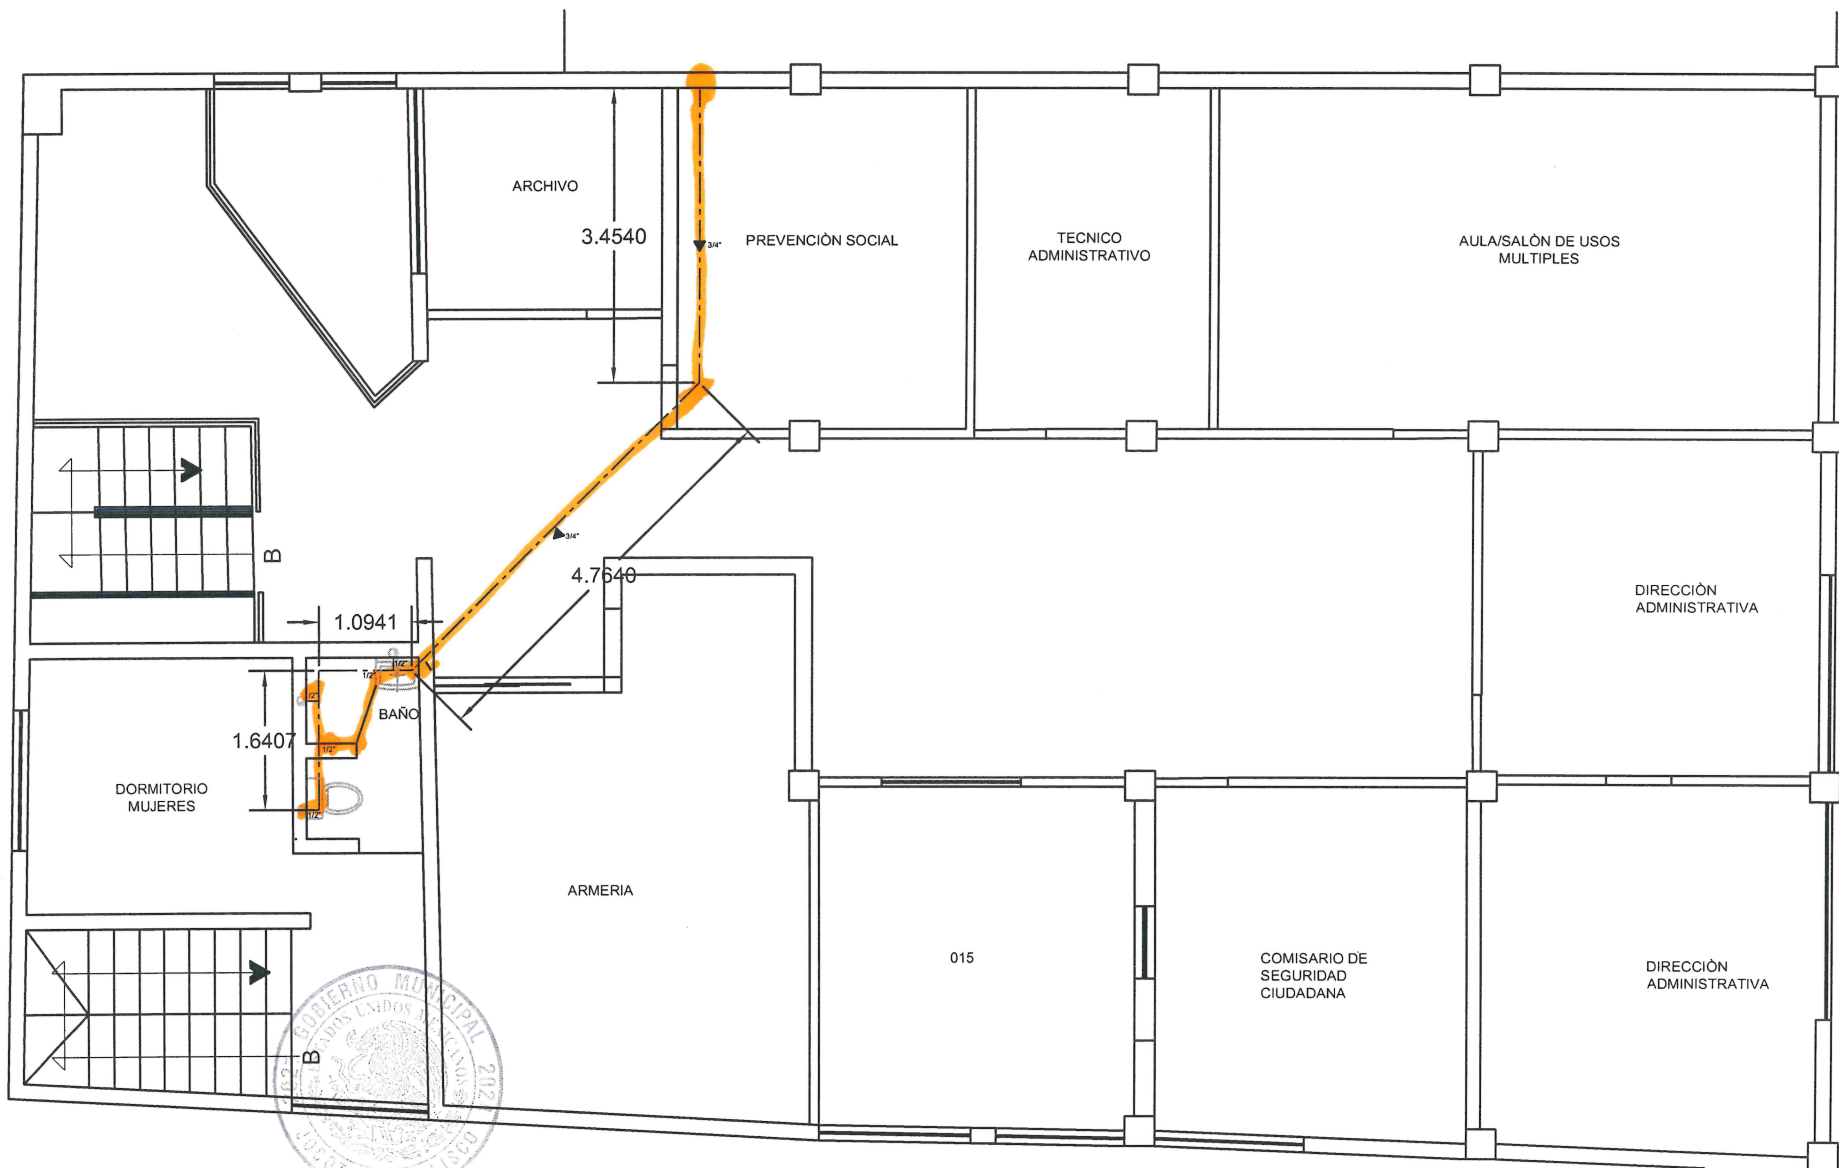 ARCHIVO
3.4540
3/4"
PREVENCIÒN SOCIAL
TECNICO
ADMINISTRATIVO
AULA/SALÒN DE USOS
MULTIPLES
B
3/4"
4.7640
1.0941
1/2"
1/2"
1/2"
BAÑO
1.6407
1/2"
1/2"
DORMITORIO
MUJERES
DIRECCIÒN
ADMINISTRATIVA
ARMERIA
015
COMISARIO DE
SEGURIDAD
CIUDADANA
DIRECCIÒN
ADMINISTRATIVA
B
GOBIERNO MUNICIPAL
ESTADOS UNIDOS MEXICANOS